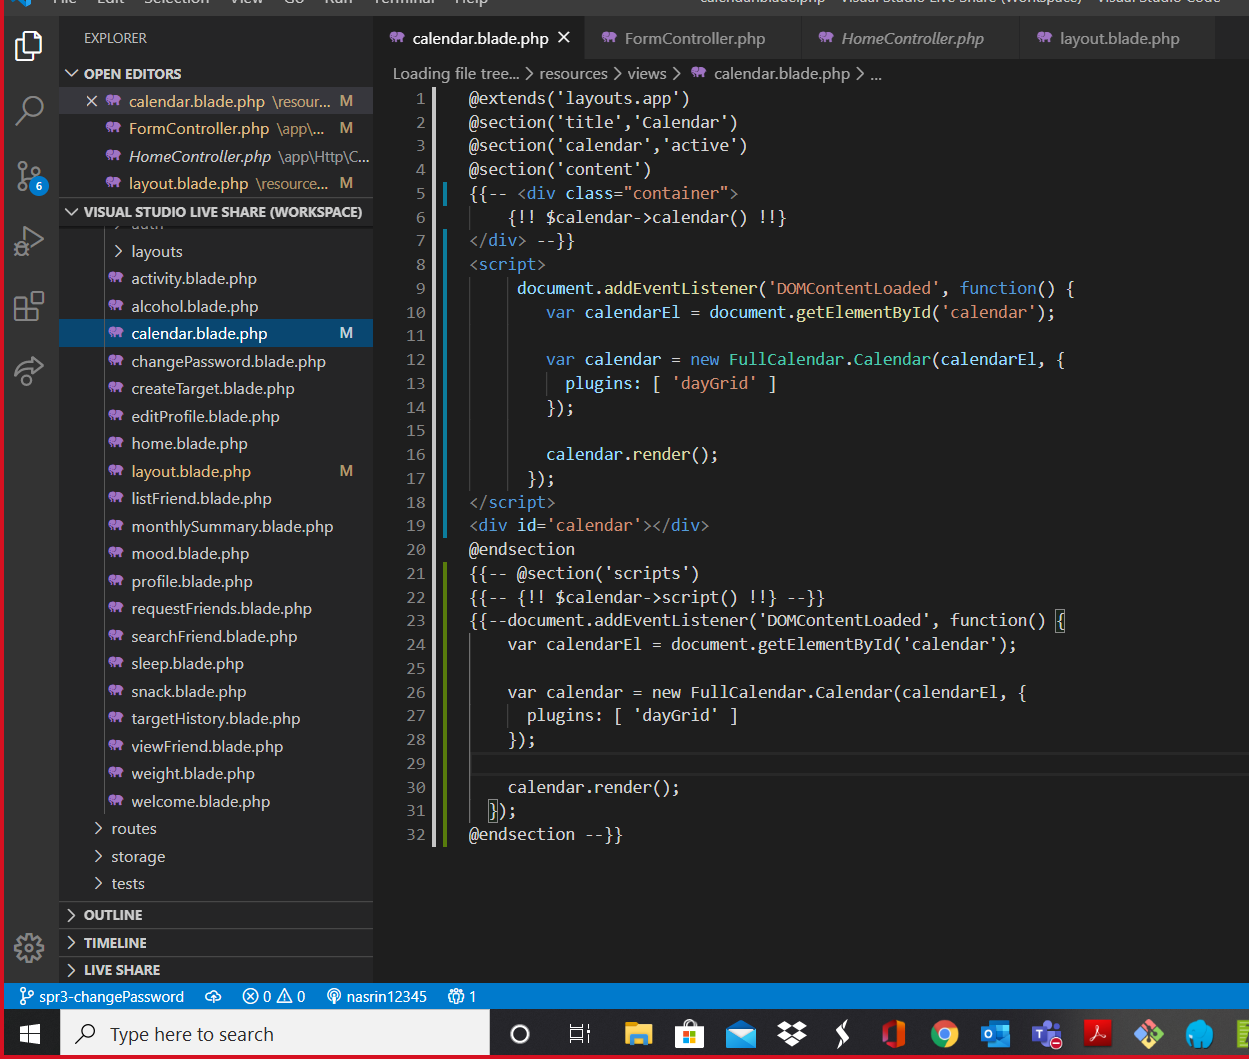 File Edit Selection View Go Run Terminal Help calendar.blade.php - Visual Studio Live Share (Workspace) - Visual Studio Code
EXPLORER
OPEN EDITORS
calendar.blade.php \resour... M
FormController.php \app\... M
HomeController.php \app\Http\C...
layout.blade.php \resource... M
VISUAL STUDIO LIVE SHARE (WORKSPACE)
auth
layouts
activity.blade.php
alcohol.blade.php
calendar.blade.php M
changePassword.blade.php
createTarget.blade.php
editProfile.blade.php
home.blade.php
layout.blade.php M
listFriend.blade.php
monthlySummary.blade.php
mood.blade.php
profile.blade.php
requestFriends.blade.php
searchFriend.blade.php
sleep.blade.php
snack.blade.php
targetHistory.blade.php
viewFriend.blade.php
weight.blade.php
welcome.blade.php
routes
storage
tests
OUTLINE
TIMELINE
LIVE SHARE
6
calendar.blade.php FormController.php HomeController.php layout.blade.php
Loading file tree... > resources > views > calendar.blade.php > ...
1 @extends('layouts.app')
2 @section('title','Calendar')
3 @section('calendar','active')
4 @section('content')
5 {{-- <div class="container">
6 {!! $calendar->calendar() !!}
7 </div> --}}
8 <script>
9 document.addEventListener('DOMContentLoaded', function() {
10 var calendarEl = document.getElementById('calendar');
11
12 var calendar = new FullCalendar.Calendar(calendarEl, {
13 plugins: [ 'dayGrid' ]
14 });
15
16 calendar.render();
17 });
18 </script>
19 <div id='calendar'></div>
20 @endsection
21 {{-- @section('scripts')
22 {{-- {!! $calendar->script() !!} --}}
23 {{--document.addEventListener('DOMContentLoaded', function() {
24 var calendarEl = document.getElementById('calendar');
25
26 var calendar = new FullCalendar.Calendar(calendarEl, {
27 plugins: [ 'dayGrid' ]
28 });
29
30 calendar.render();
31 });
32 @endsection --}}
spr3-changePassword 0 0 nasrin12345 1
Type here to search